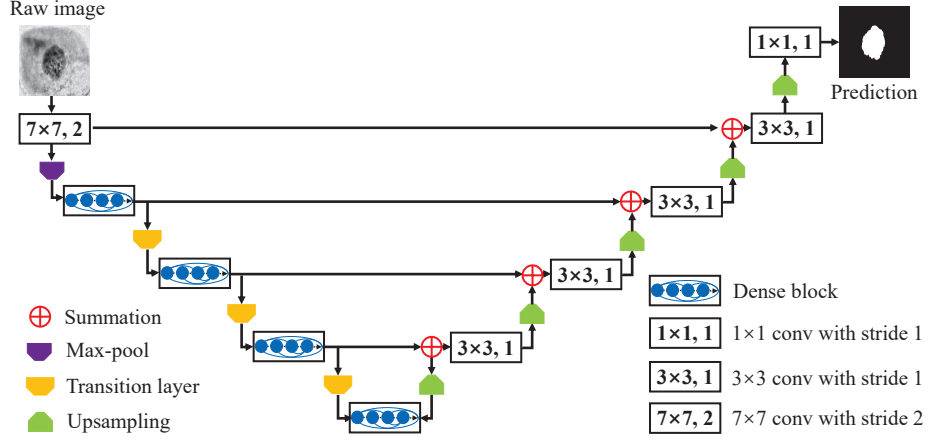 Raw image
1×1, 1
Prediction
7×7, 2
3×3, 1
3×3, 1
3×3, 1
3×3, 1
Summation
Max-pool
Transition layer
Upsampling
Dense block
1×1, 1 1×1 conv with stride 1
3×3, 1 3×3 conv with stride 1
7×7, 2 7×7 conv with stride 2